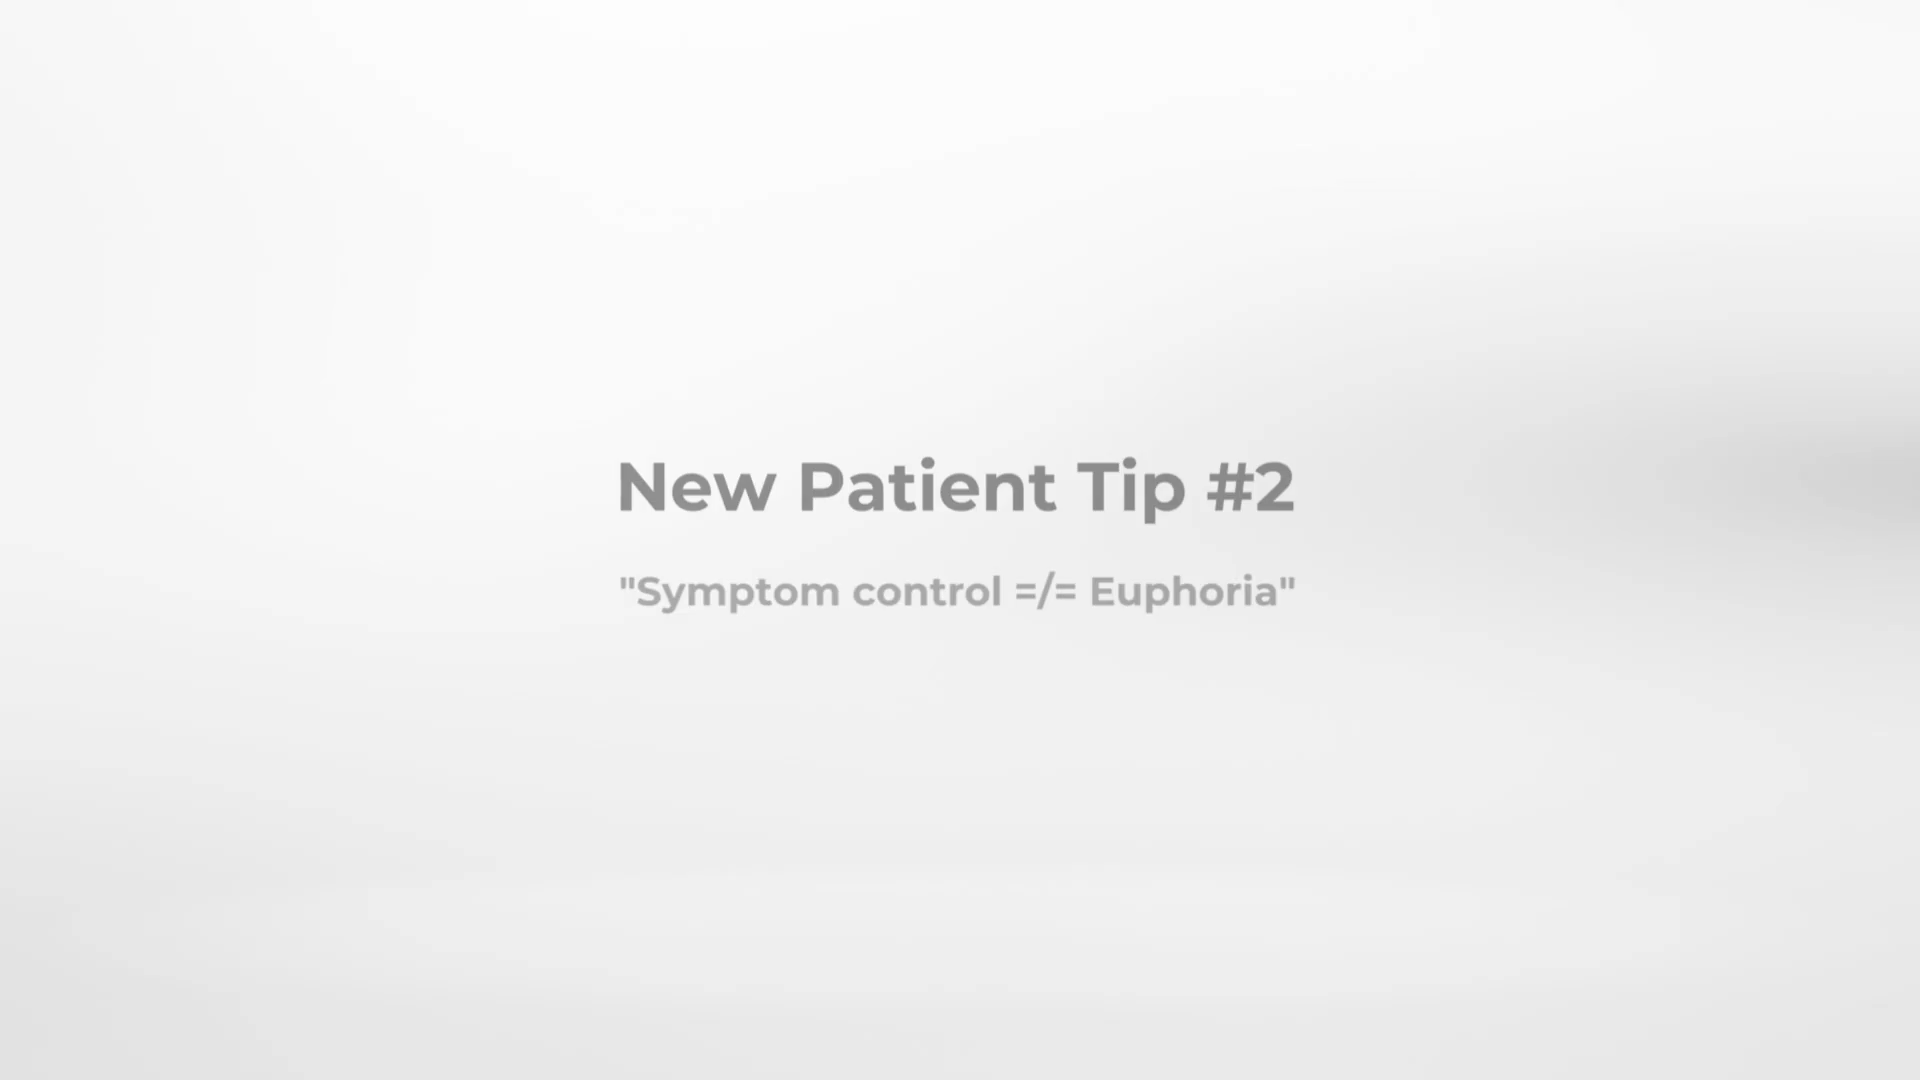 New Patient Tip #2
"Symptom control =/= Euphoria"